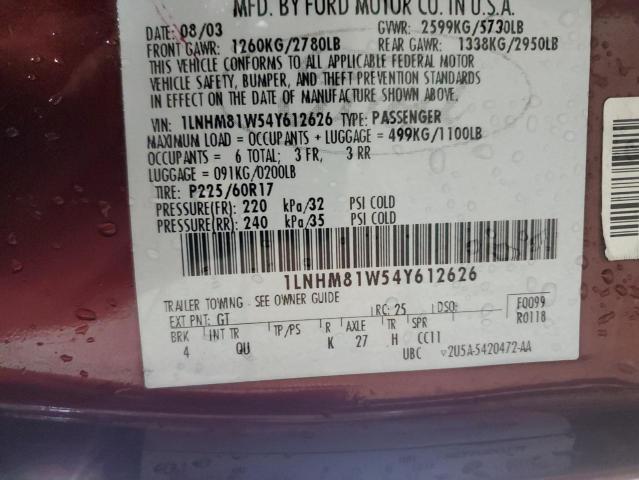 MFD. BY FORD MOTOR CO. IN U.S.A.
DATE: 08/03 GVWR: 2599KG/5730LB
FRONT GAWR: 1260KG/2780LB REAR GAWR: 1338KG/2950LB
THIS VEHICLE CONFORMS TO ALL APPLICABLE FEDERAL MOTOR
VEHICLE SAFETY, BUMPER, AND THEFT PREVENTION STANDARDS
IN EFFECT ON THE DATE OF MANUFACTURE SHOWN ABOVE.
VIN: 1LNHM81W54Y612626 TYPE: PASSENGER
MAXIMUM LOAD = OCCUPANTS + LUGGAGE = 499KG/1100LB
OCCUPANTS = 6 TOTAL; 3 FR, 3 RR
LUGGAGE = 091KG/0200LB
TIRE: P225/60R17
PRESSURE(FR) = 220 kPa/32 PSI COLD
PRESSURE(RR) = 240 kPa/35 PSI COLD
1LNHM81W54Y612626
TRAILER TOWING - SEE OWNER GUIDE
EXT PNT: GT RC: 25 DSO: F0099
R0118
BRK INT TR TP/PS R AXLE TR SPR
4 QU K 27 H CC11
UBC 2U5A-5420472-AA